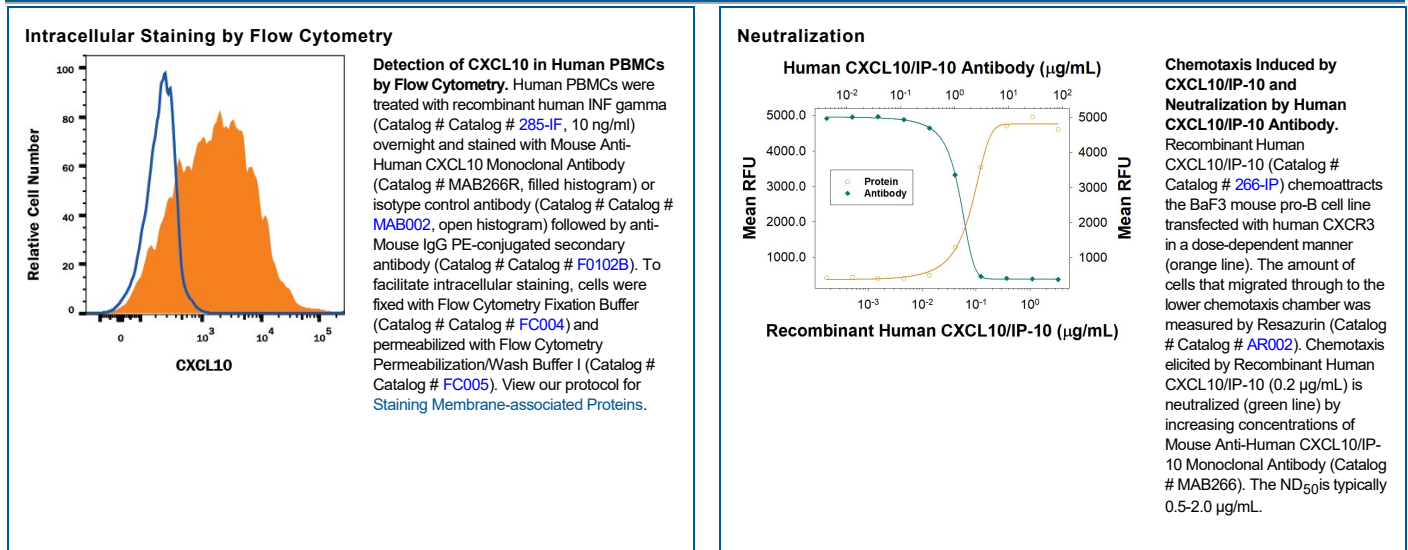 Intracellular Staining by Flow Cytometry
100
80
60
40
20
0
Relative Cell Number
0
10³
10⁴
10⁵
CXCL10
Detection of CXCL10 in Human PBMCs
by Flow Cytometry. Human PBMCs were
treated with recombinant human INF gamma
(Catalog # Catalog # 285-IF, 10 ng/ml)
overnight and stained with Mouse Anti-
Human CXCL10 Monoclonal Antibody
(Catalog # MAB266R, filled histogram) or
isotype control antibody (Catalog # Catalog #
MAB002, open histogram) followed by anti-
Mouse IgG PE-conjugated secondary
antibody (Catalog # Catalog # F0102B). To
facilitate intracellular staining, cells were
fixed with Flow Cytometry Fixation Buffer
(Catalog # Catalog # FC004) and
permeabilized with Flow Cytometry
Permeabilization/Wash Buffer I (Catalog #
Catalog # FC005). View our protocol for
Staining Membrane-associated Proteins.
Neutralization
Human CXCL10/IP-10 Antibody (µg/mL)
10⁻² 10⁻¹ 10⁰ 10¹ 10²
5000.0
4000.0
3000.0
2000.0
1000.0
Mean RFU
Protein
Antibody
5000
4000
3000
2000
1000
Mean RFU
10⁻³ 10⁻² 10⁻¹ 10⁰
Recombinant Human CXCL10/IP-10 (µg/mL)
Chemotaxis Induced by
CXCL10/IP-10 and
Neutralization by Human
CXCL10/IP-10 Antibody.
Recombinant Human
CXCL10/IP-10 (Catalog #
Catalog # 266-IP) chemoattracts
the BaF3 mouse pro-B cell line
transfected with human CXCR3
in a dose-dependent manner
(orange line). The amount of
cells that migrated through to the
lower chemotaxis chamber was
measured by Resazurin (Catalog
# Catalog # AR002). Chemotaxis
elicited by Recombinant Human
CXCL10/IP-10 (0.2 µg/mL) is
neutralized (green line) by
increasing concentrations of
Mouse Anti-Human CXCL10/IP-
10 Monoclonal Antibody (Catalog
# MAB266). The ND50is typically
0.5-2.0 µg/mL.